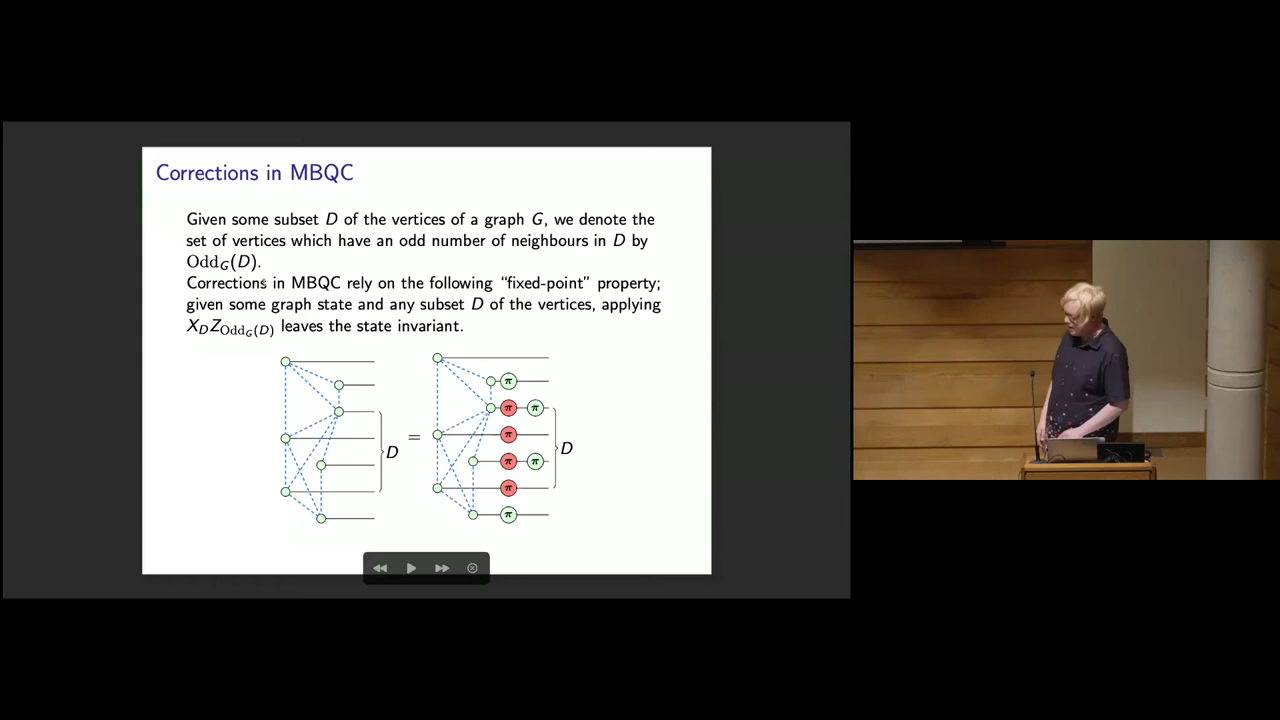 Corrections in MBQC
Given some subset D of the vertices of a graph G, we denote the
set of vertices which have an odd number of neighbours in D by
Odd_G(D).
Corrections in MBQC rely on the following "fixed-point" property;
given some graph state and any subset D of the vertices, applying
X_D Z_{Odd_G(D)} leaves the state invariant.
π
π π
π
D = π π D
π
π